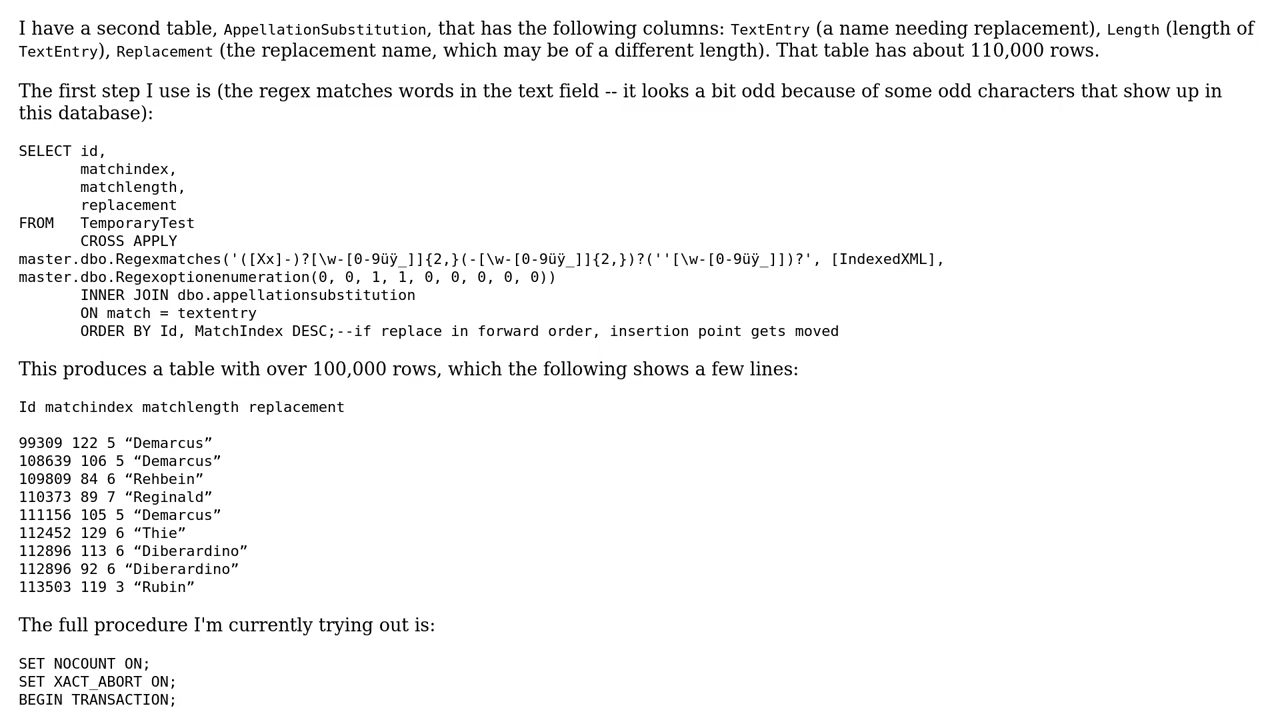 I have a second table, AppellationSubstitution, that has the following columns: TextEntry (a name needing replacement), Length (length of
TextEntry), Replacement (the replacement name, which may be of a different length). That table has about 110,000 rows.
The first step I use is (the regex matches words in the text field -- it looks a bit odd because of some odd characters that show up in
this database):
SELECT id,
       matchindex,
       matchlength,
       replacement
FROM   TemporaryTest
       CROSS APPLY
master.dbo.Regexmatches('([Xx]-)?[\w-[0-9üÿ_]]{2,}(-[\w-[0-9üÿ_]]{2,})?(''[\w-[0-9üÿ_]])?', [IndexedXML],
master.dbo.Regexoptionenumeration(0, 0, 1, 1, 0, 0, 0, 0, 0))
       INNER JOIN dbo.appellationsubstitution
       ON match = textentry
       ORDER BY Id, MatchIndex DESC;--if replace in forward order, insertion point gets moved
This produces a table with over 100,000 rows, which the following shows a few lines:
Id matchindex matchlength replacement
99309 122 5 “Demarcus”
108639 106 5 “Demarcus”
109809 84 6 “Rehbein”
110373 89 7 “Reginald”
111156 105 5 “Demarcus”
112452 129 6 “Thie”
112896 113 6 “Diberardino”
112896 92 6 “Diberardino”
113503 119 3 “Rubin”
The full procedure I'm currently trying out is:
SET NOCOUNT ON;
SET XACT_ABORT ON;
BEGIN TRANSACTION;